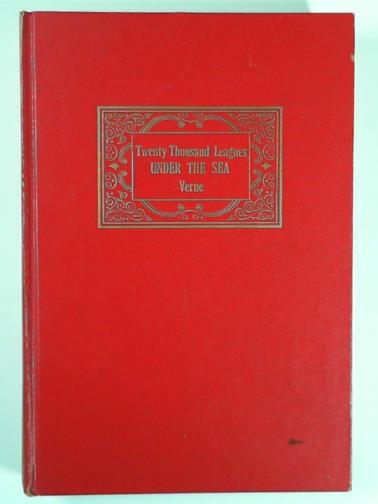 Twenty Thousand Leagues
UNDER THE SEA
Verne